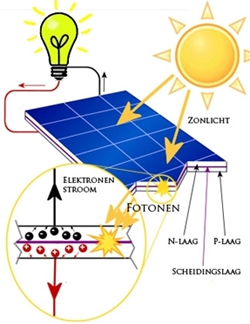 Zonlicht
Elektronen
stroom
Fotonen
N-laag
P-laag
Scheidingslaag